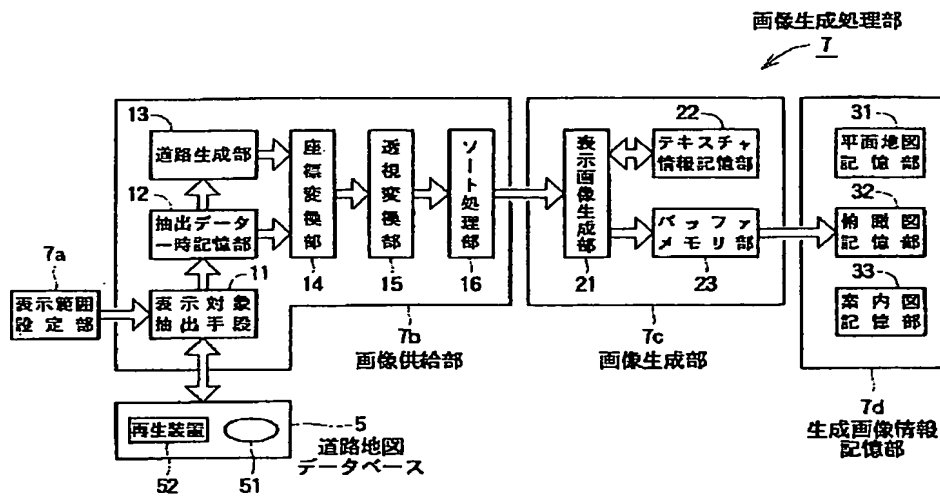 画像生成処理部
7
13
道路生成部
12
抽出データ
一時記憶部
11
表示対象
抽出手段
7a
表示範囲
設定部
座標変換部
14
透視変換部
15
ソート処理部
16
7b
画像供給部
表示画像生成部
21
22
テキスチャ
情報記憶部
バッファ
メモリ部
23
7c
画像生成部
31
平面地図
記憶部
32
俯瞰図
記憶部
33
案内図
記憶部
7d
生成画像情報
記憶部
再生装置
52
51
5
道路地図
データベース